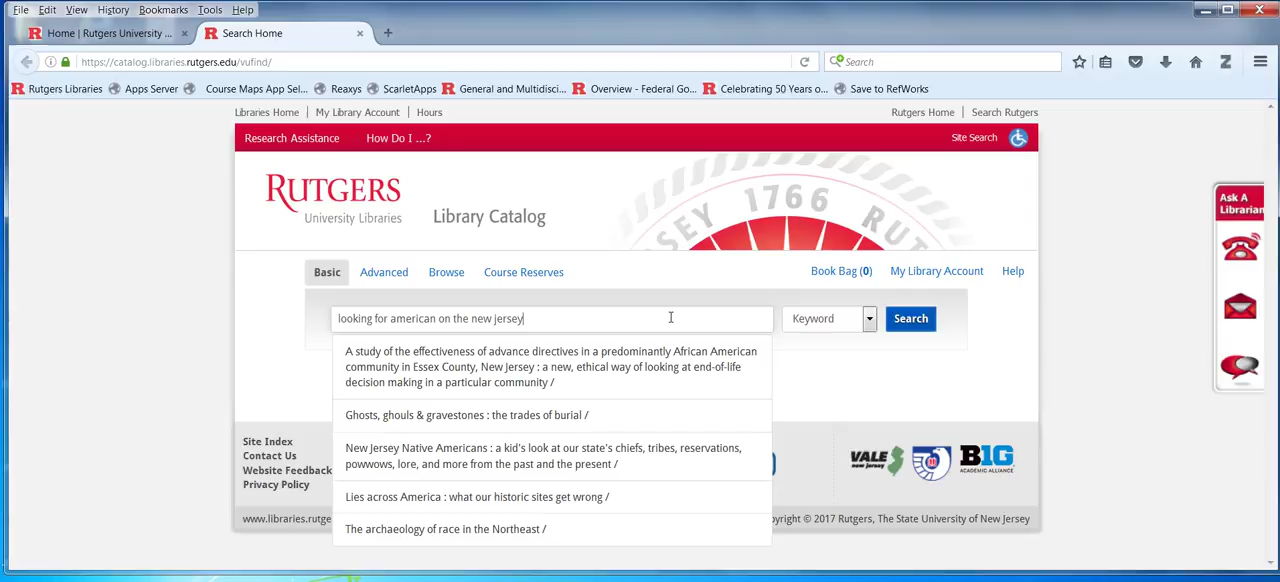 File Edit View History Bookmarks Tools Help
Home | Rutgers University ... × Search Home × +
https://catalog.libraries.rutgers.edu/vufind/ Search
Rutgers Libraries Apps Server Course Maps App Sel... Reaxys ScarletApps General and Multidisci... Overview - Federal Go... Celebrating 50 Years o... Save to RefWorks
Libraries Home | My Library Account | Hours Rutgers Home | Search Rutgers
Research Assistance How Do I ...? Site Search
RUTGERS
University Libraries
Library Catalog
1766
Ask A
Librarian
Basic Advanced Browse Course Reserves Book Bag (0) My Library Account Help
looking for american on the new jersey Keyword Search
A study of the effectiveness of advance directives in a predominantly African American
community in Essex County, New Jersey : a new, ethical way of looking at end-of-life
decision making in a particular community /
Ghosts, ghouls & gravestones : the trades of burial /
New Jersey Native Americans : a kid's look at our state's chiefs, tribes, reservations,
powwows, lore, and more from the past and the present /
Lies across America : what our historic sites get wrong /
The archaeology of race in the Northeast /
Site Index
Contact Us
Website Feedback
Privacy Policy
VALE
new jersey
B1G
ACADEMIC ALLIANCE
www.libraries.rutge
pyright © 2017 Rutgers, The State University of New Jersey